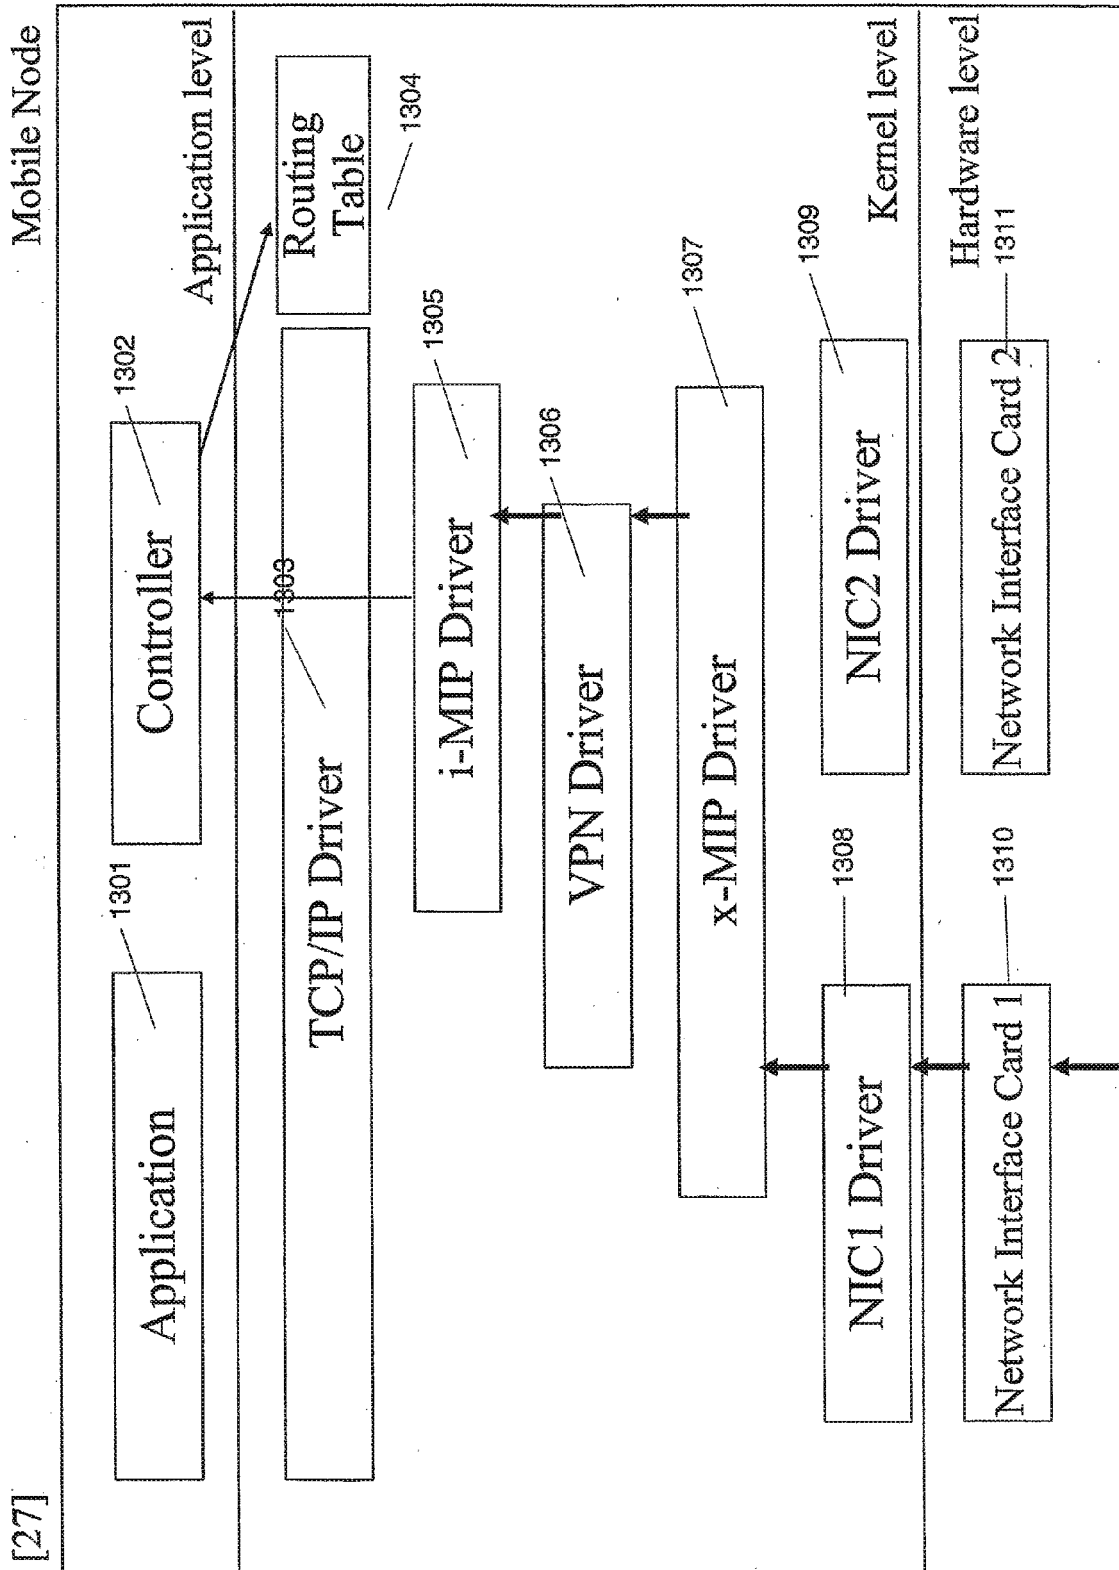 [27]
Mobile Node
Application level
Application
1301
Controller
1302
TCP/IP Driver
1303
Routing
Table
1304
i-MIP Driver
1305
VPN Driver
1306
x-MIP Driver
1307
NIC1 Driver
1308
NIC2 Driver
1309
Kernel level
Hardware level
Network Interface Card 1
1310
Network Interface Card 2
1311